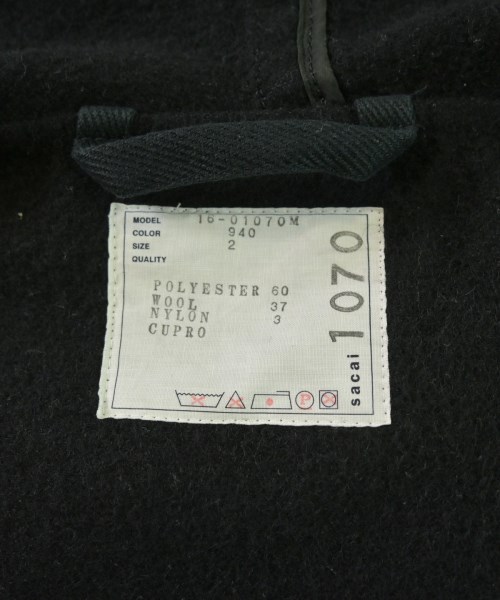 MODEL 16-01070M
COLOR 940
SIZE 2
QUALITY
POLYESTER 60
WOOL 37
NYLON 3
CUPRO
P
sacai 1070